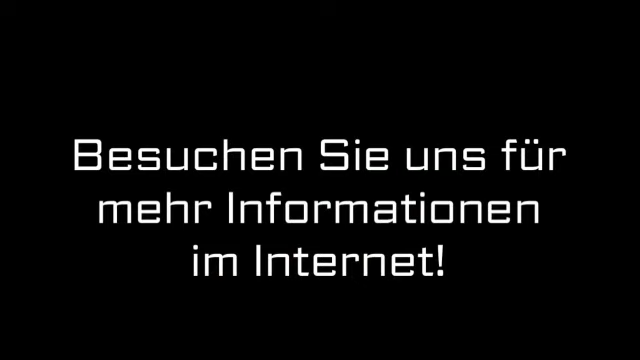 Besuchen Sie uns für
mehr Informationen
im Internet!